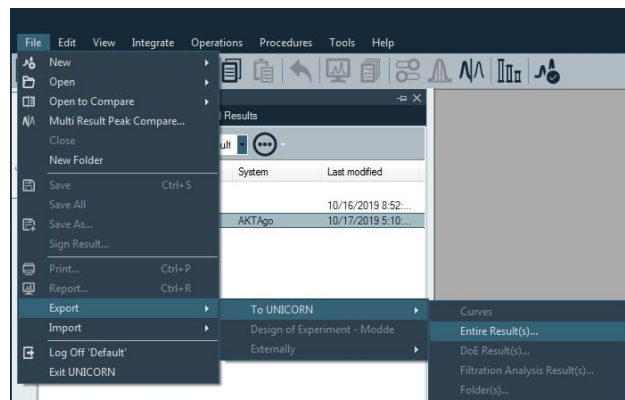 File Edit View Integrate Operations Procedures Tools Help
New
Open
Open to Compare
Multi Result Peak Compare...
Close
New Folder
Save Ctrl+S
Save All
Save As...
Sign Result...
Print... Ctrl+P
Report... Ctrl+R
Export
Import
Log Off 'Default'
Exit UNICORN
Results
System Last modified
10/16/2019 8:52:...
AKTAgo 10/17/2019 5:10:...
To UNICORN
Design of Experiment - Modde
Externally
Curves
Entire Result(s)...
DoE Result(s)...
Filtration Analysis Result(s)...
Folder(s)...